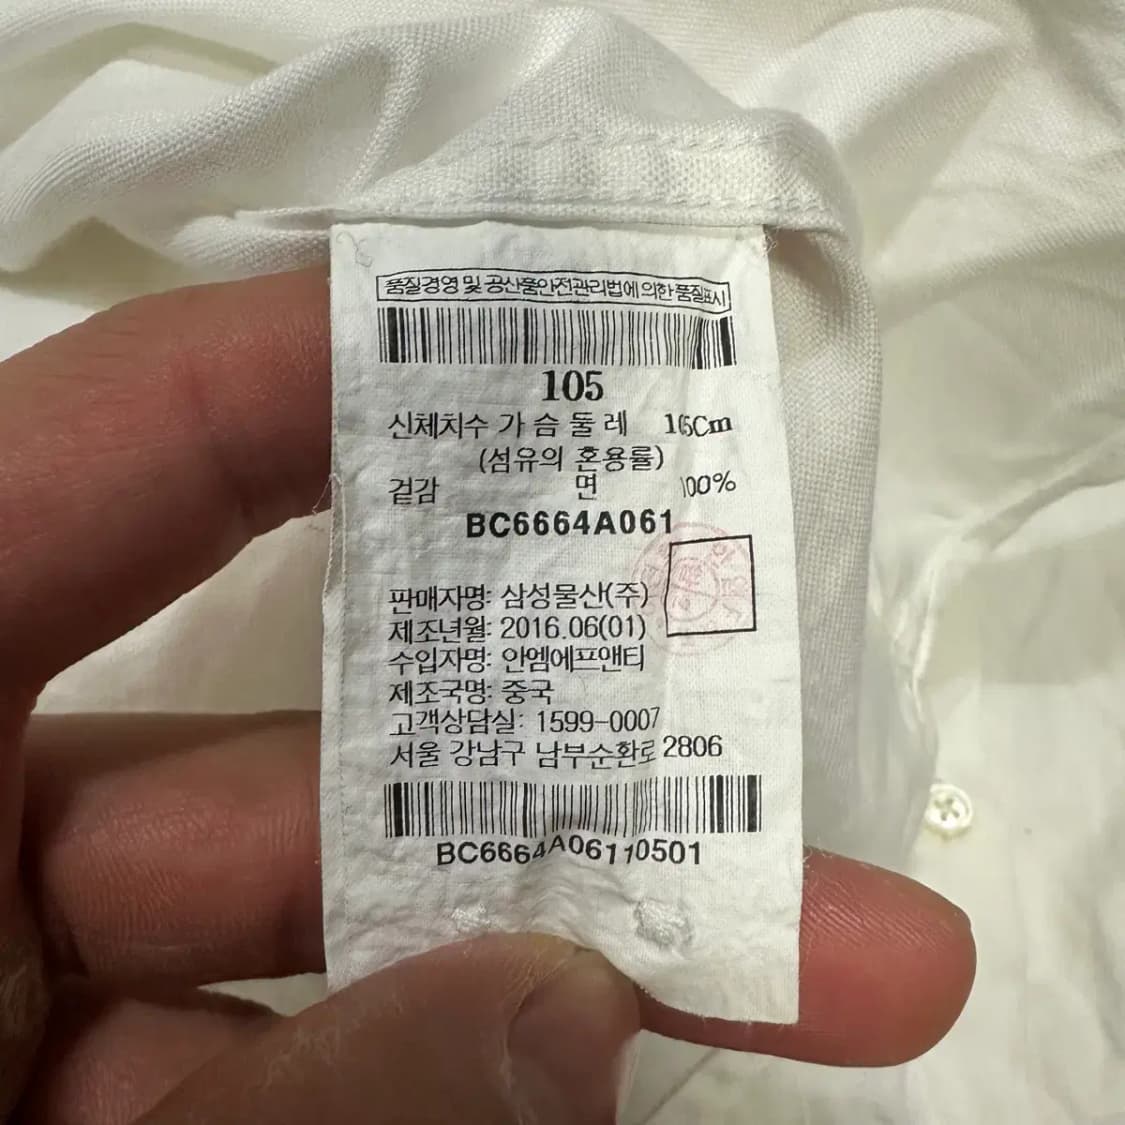 품질경영 및 공산품안전관리법에 의한 품질표시
105
신체치수 가 슴 둘 레 105Cm
(섬유의 혼용률)
겉감 면 100%
BC6664A061
판매자명: 삼성물산(주)
제조년월: 2016.06(01)
수입자명: 안엠에프앤티
제조국명: 중국
고객상담실: 1599-0007
서울 강남구 남부순환로 2806
BC6664A06110501